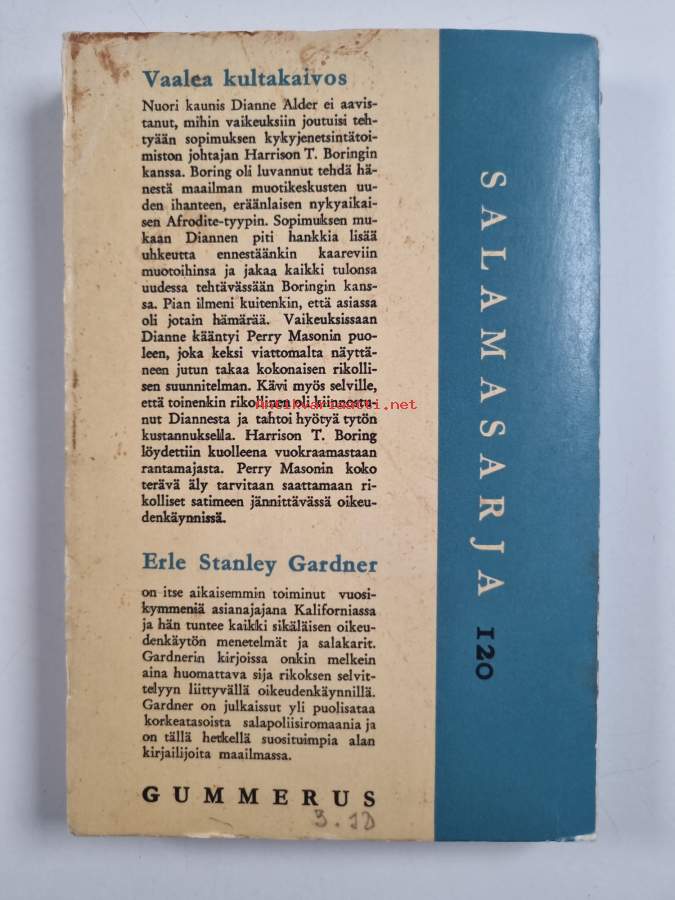 Vaalea kultakaivos
Nuori kaunis Dianne Alder ei aavis-
tanut, mihin vaikeuksiin joutuisi teh-
tyään sopimuksen kykyjenetsintätoi-
miston johtajan Harrison T. Boringin
kanssa. Boring oli luvannut tehdä hä-
nestä maailman muotikeskusten uu-
den ihanteen, eräänlaisen nykyaikai-
sen Afrodite-tyypin. Sopimuksen mu-
kaan Diannen piti hankkia lisää
uhkeutta ennestäänkin kaareviin
muotoihinsa ja jakaa kaikki tulonsa
uudessa tehtävässään Boringin kans-
sa. Pian ilmeni kuitenkin, että asiassa
oli jotain hämärää. Vaikeuksissaan
Dianne kääntyi Perry Masonin puo-
leen, joka keksi viattomalta näyttä-
neen jutun takaa kokonaisen rikolli-
sen suunnitelman. Kävi myös selville,
että toinenkin rikollinen oli kiinnostu-
nut Diannesta ja tahtoi hyötyä tytön
kustannuksella. Harrison T. Boring
löydettiin kuolleena vuokraamastaan
rantamajasta. Perry Masonin koko
terävä äly tarvitaan saattamaan ri-
kolliset satimeen jännittävässä oikeu-
denkäynnissä.
Erle Stanley Gardner
on itse aikaisemmin toiminut vuosi-
kymmeniä asianajajana Kaliforniassa
ja hän tuntee kaikki sikäläisen oikeu-
denkäytön menetelmät ja salakarit.
Gardnerin kirjoissa onkin melkein
aina huomattava sija rikoksen selvit-
telyyn liittyvällä oikeudenkäynnillä.
Gardner on julkaissut yli puolisataa
korkeatasoista salapoliisiromaania ja
on tällä hetkellä suosituimpia alan
kirjailijoita maailmassa.
GUMMERUS
SALAMASARJA 120
Antikvariaatti.net